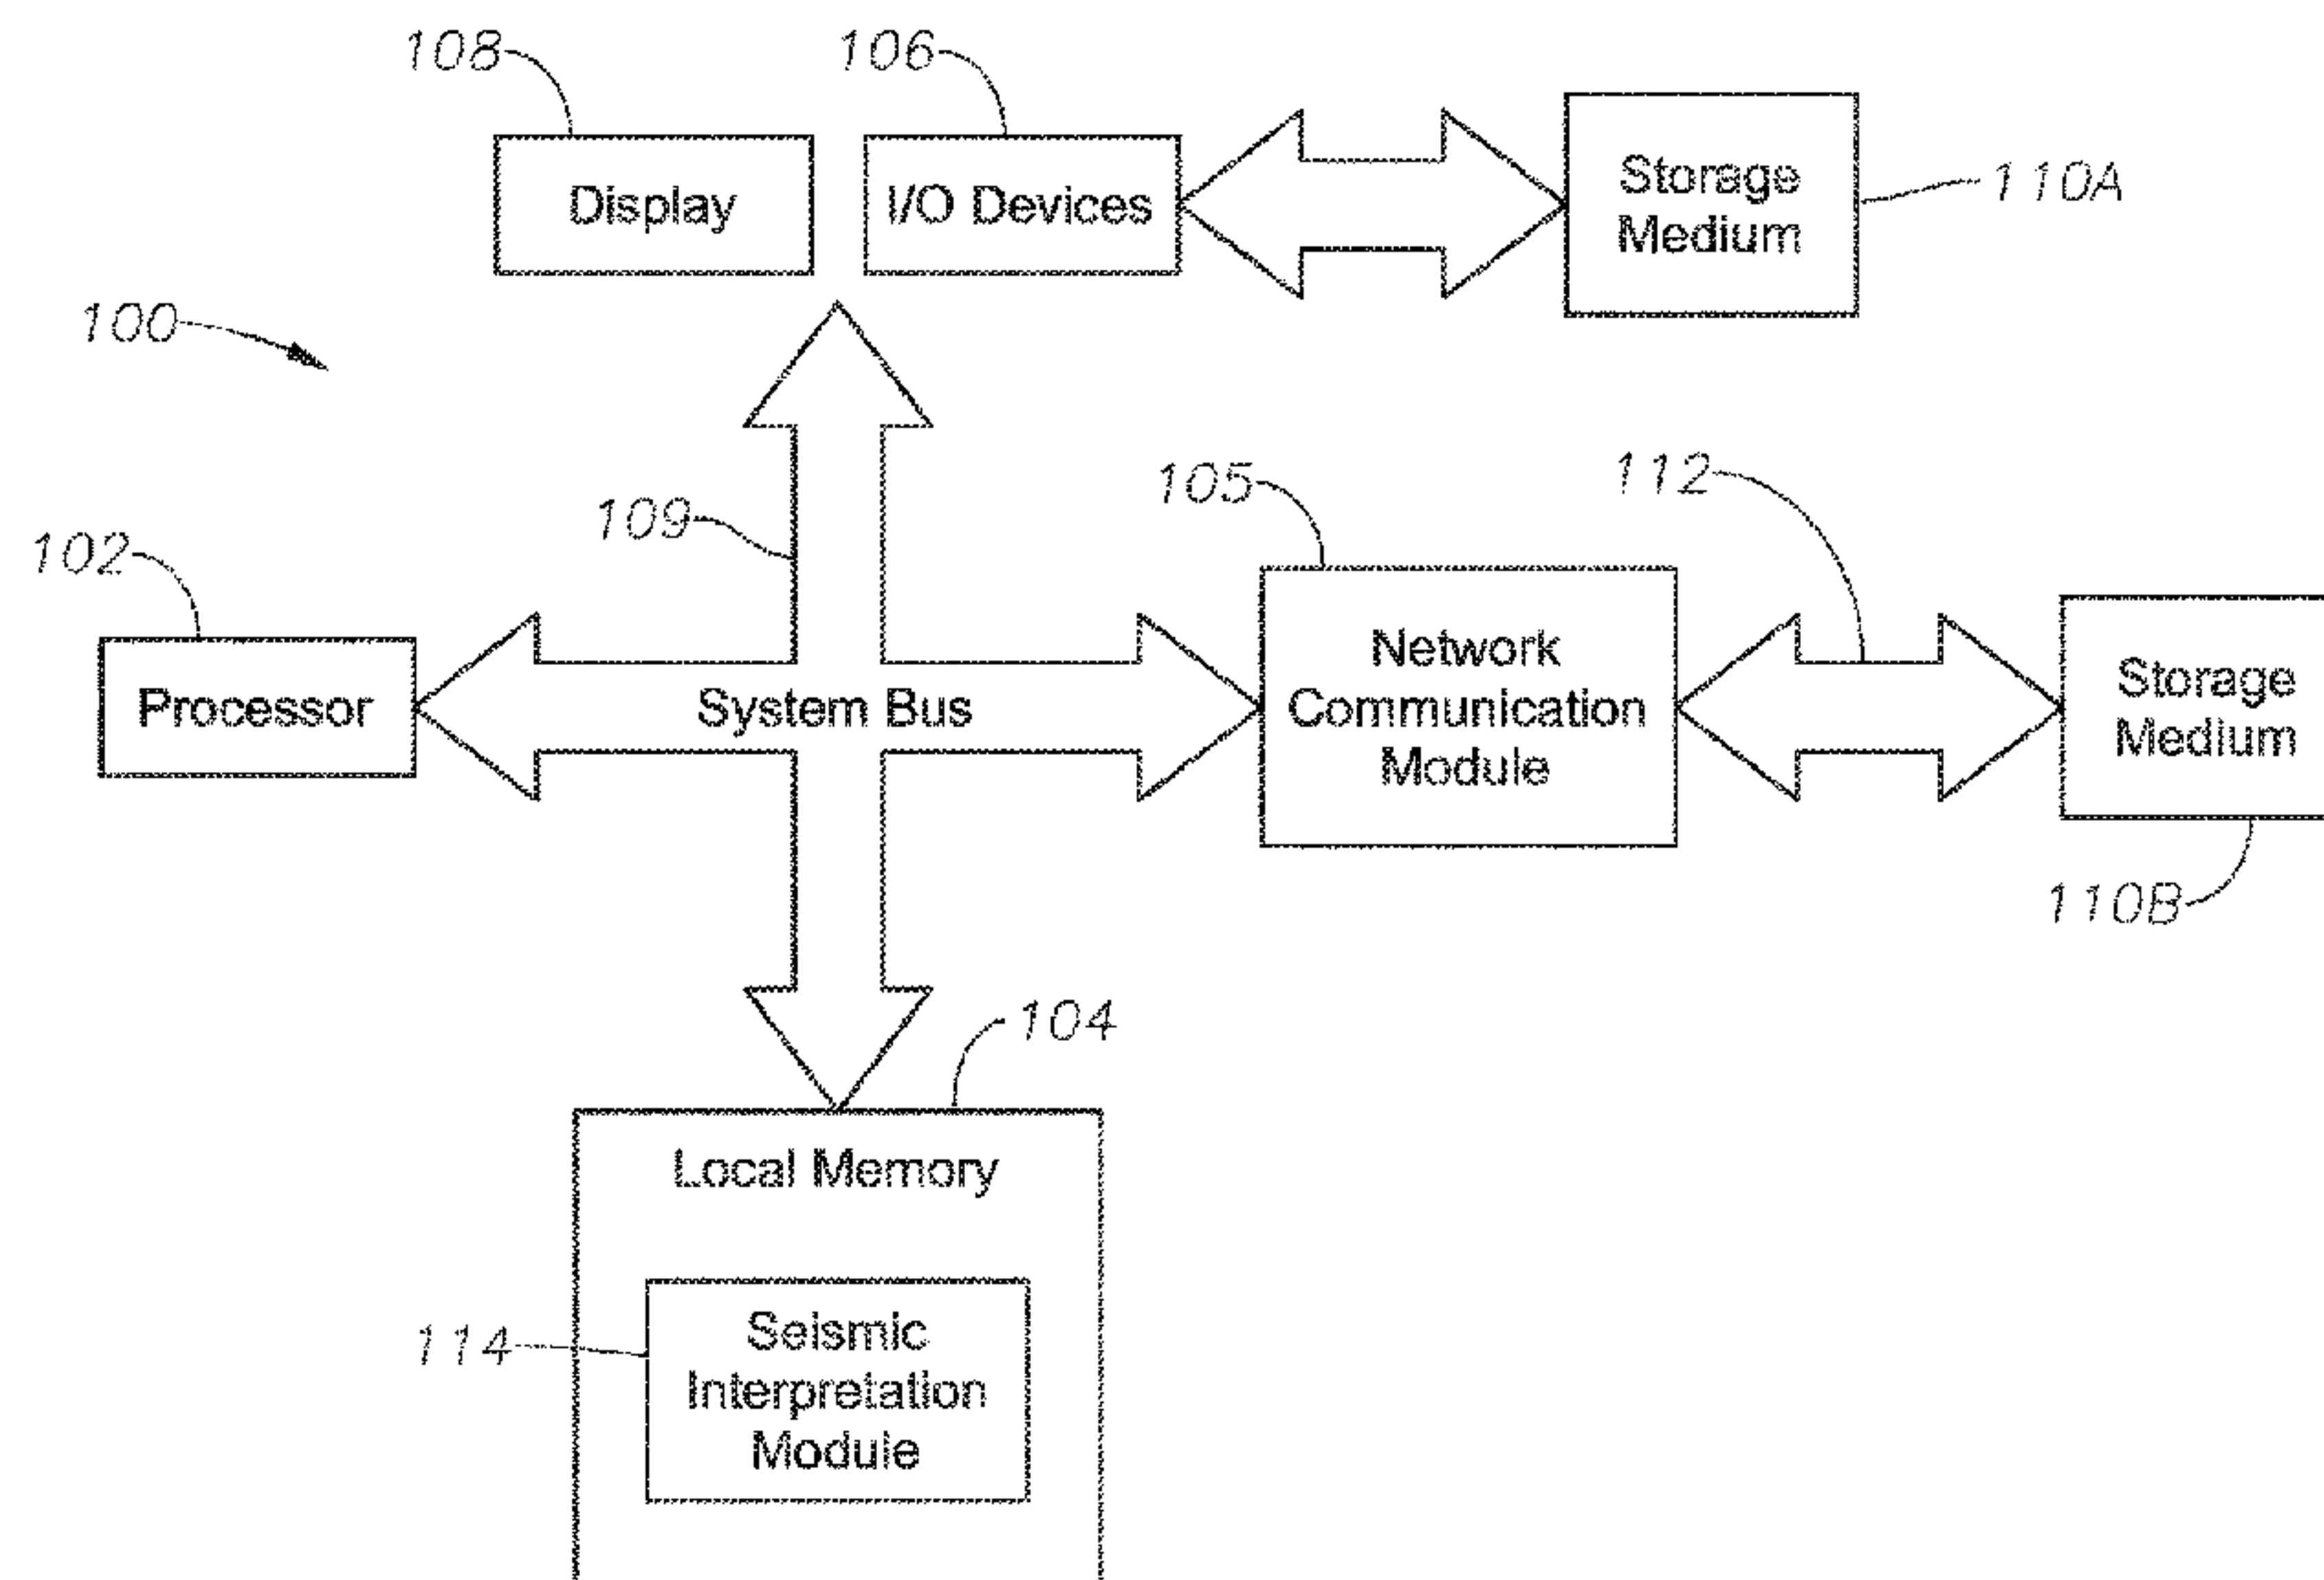 108
106
Display
I/O Devices
Storage
Medium
110A
100
109
105
112
102
Processor
System Bus
Network
Communication
Module
Storage
Medium
110B
104
Local Memory
114
Seismic
Interpretation
Module